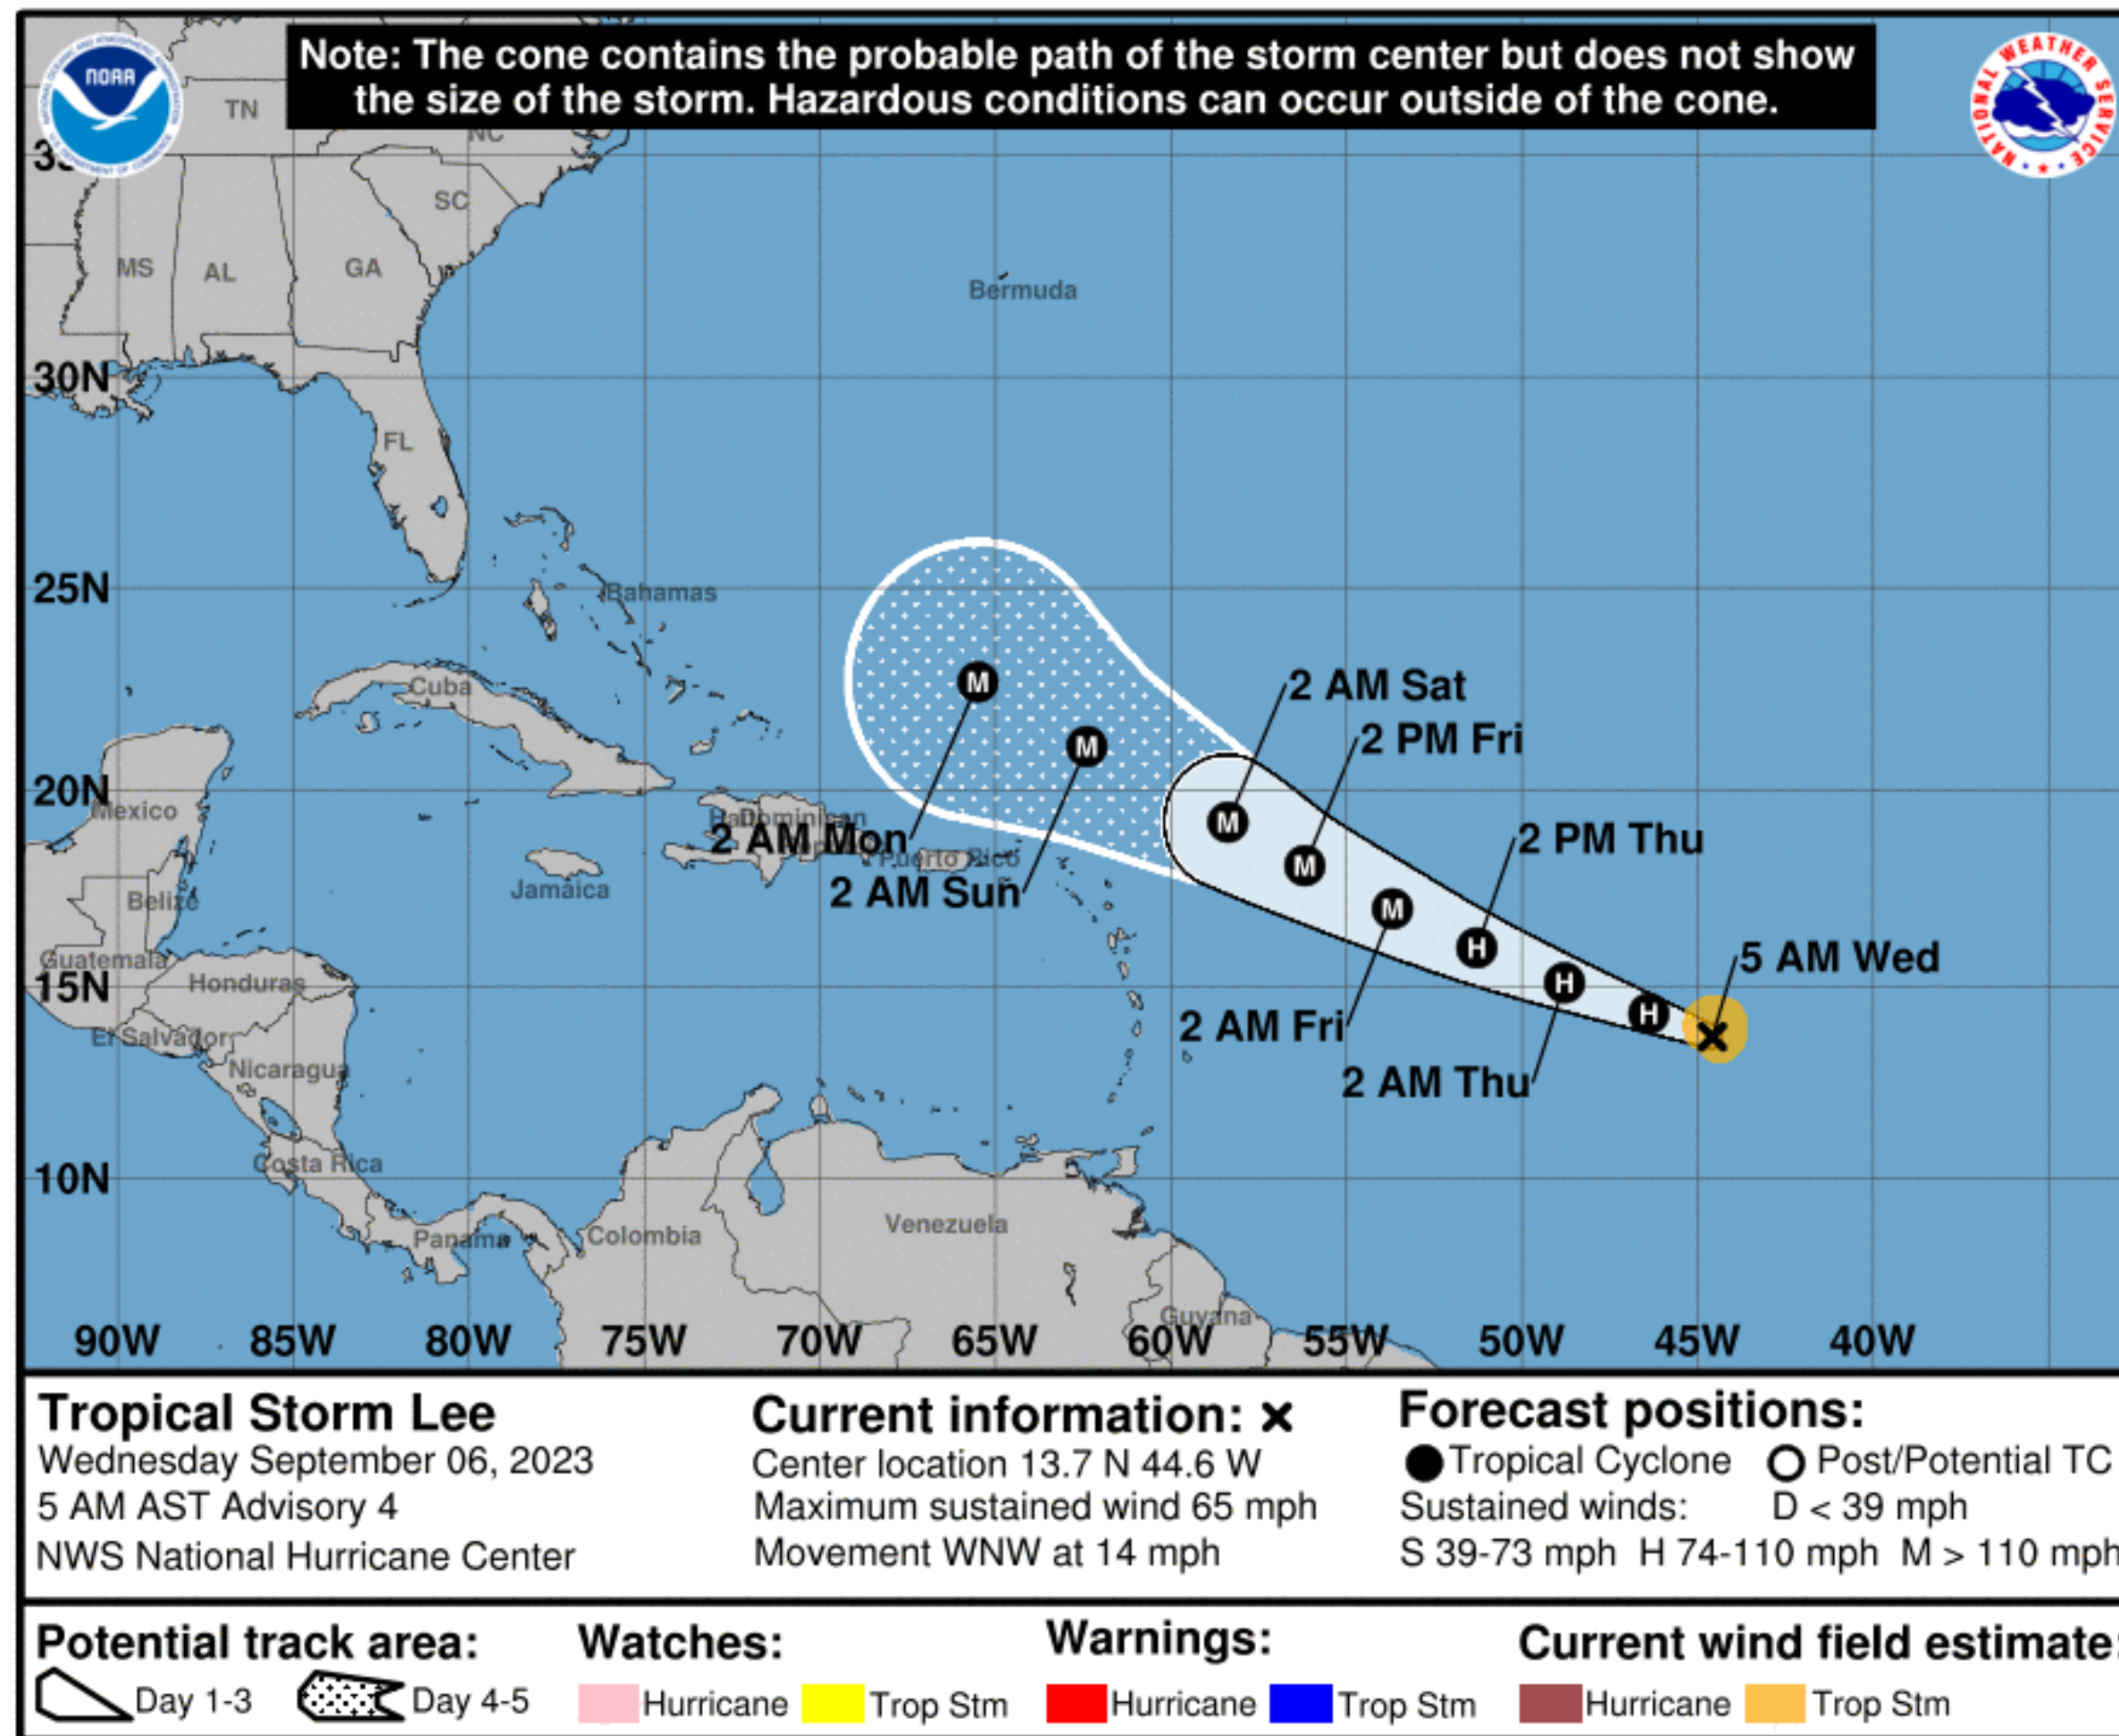 Note: The cone contains the probable path of the storm center but does not show
the size of the storm. Hazardous conditions can occur outside of the cone.
NOAA
NATIONAL WEATHER SERVICE
TN
NC
SC
MS
AL
GA
Bermuda
30N
FL
25N
Bahamas
2 AM Sat
Cuba
2 PM Fri
20N
Mexico
Dominican
2 AM Mon
Puerto Rico
2 PM Thu
Jamaica
2 AM Sun
Belize
M
M
M
M
M
H
H
H
Guatemala
5 AM Wed
15N
Honduras
2 AM Fri
El Salvador
Nicaragua
2 AM Thu
Costa Rica
10N
Venezuela
Colombia
Panama
Guyana
90W 85W 80W 75W 70W 65W 60W 55W 50W 45W 40W
Tropical Storm Lee
Wednesday September 06, 2023
5 AM AST Advisory 4
NWS National Hurricane Center
Current information: x
Center location 13.7 N 44.6 W
Maximum sustained wind 65 mph
Movement WNW at 14 mph
Forecast positions:
Tropical Cyclone Post/Potential TC
Sustained winds: D < 39 mph
S 39-73 mph H 74-110 mph M > 110 mph
Potential track area:
Day 1-3 Day 4-5
Watches:
Hurricane Trop Stm
Warnings:
Hurricane Trop Stm
Current wind field estimate:
Hurricane Trop Stm